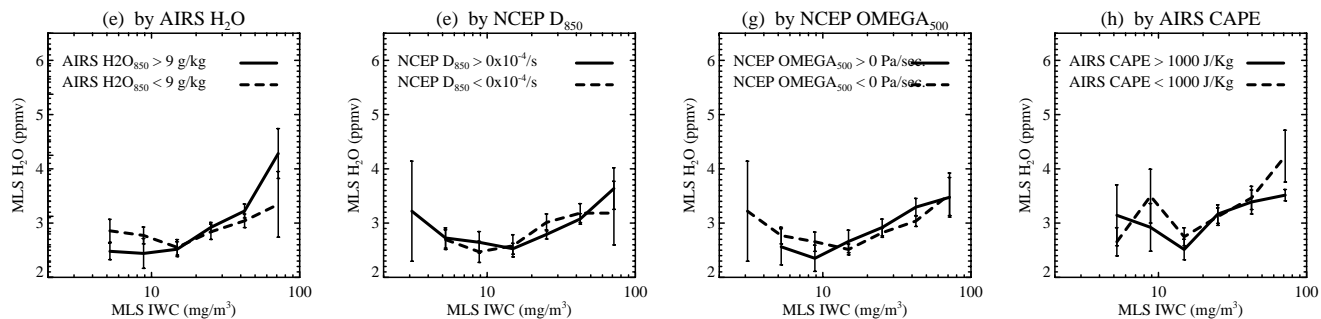 (e) by AIRS H₂O
AIRS H2O₈₅₀ > 9 g/kg
AIRS H2O₈₅₀ < 9 g/kg
MLS H₂O (ppmv)
6
5
4
3
2
10
100
MLS IWC (mg/m³)
(e) by NCEP D₈₅₀
NCEP D₈₅₀ > 0x10⁻⁴/s
NCEP D₈₅₀ < 0x10⁻⁴/s
MLS H₂O (ppmv)
6
5
4
3
2
10
100
MLS IWC (mg/m³)
(g) by NCEP OMEGA₅₀₀
NCEP OMEGA₅₀₀ > 0 Pa/sec.
NCEP OMEGA₅₀₀ < 0 Pa/sec.
MLS H₂O (ppmv)
6
5
4
3
2
10
100
MLS IWC (mg/m³)
(h) by AIRS CAPE
AIRS CAPE > 1000 J/Kg
AIRS CAPE < 1000 J/Kg
MLS H₂O (ppmv)
6
5
4
3
2
10
100
MLS IWC (mg/m³)